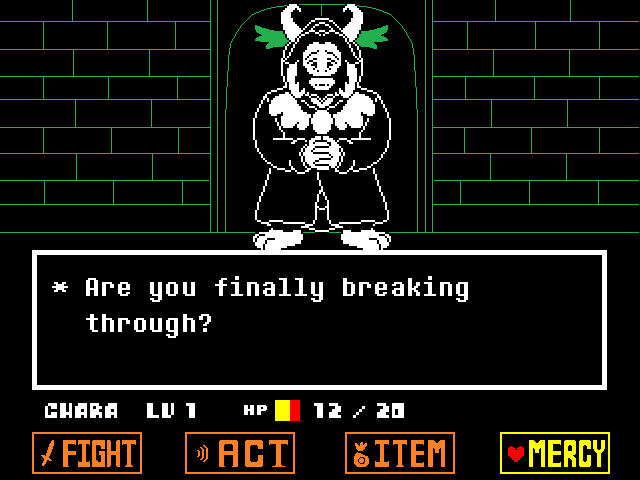 * Are you finally breaking
through?
CHARA LV 1 HP 12 / 20
FIGHT ACT ITEM MERCY